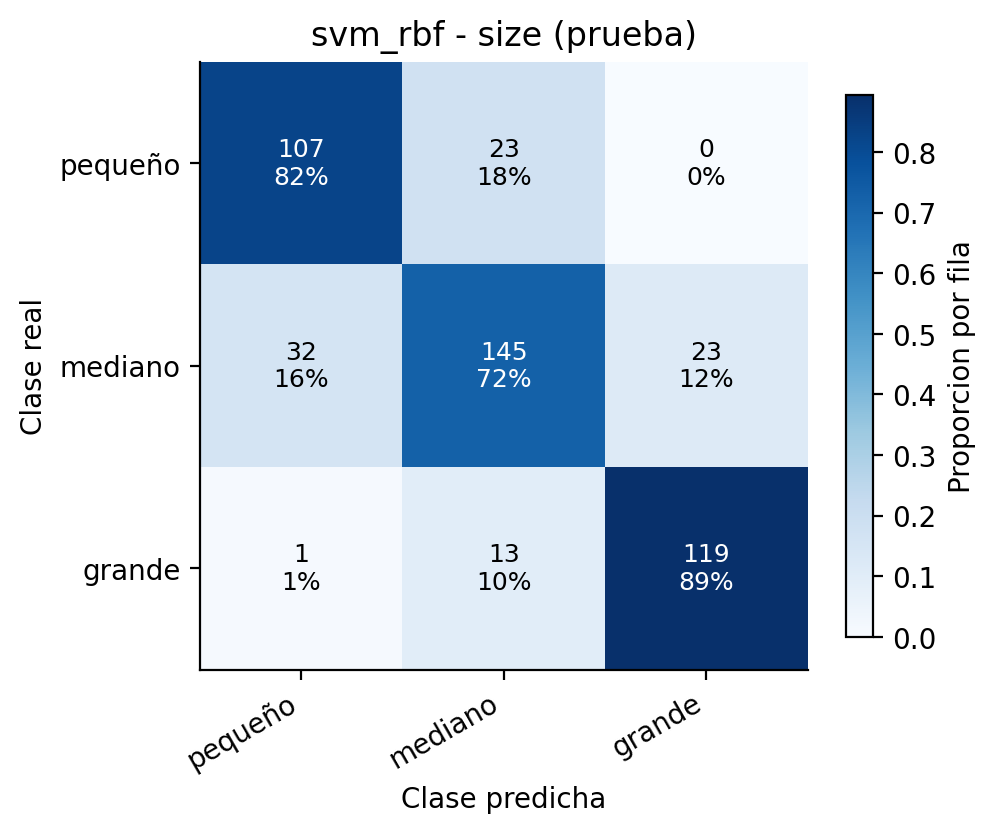 svm_rbf - size (prueba)
Clase real
pequeño
107
82%
23
18%
0
0%
mediano
32
16%
145
72%
23
12%
grande
1
1%
13
10%
119
89%
pequeño
mediano
grande
Clase predicha
0.8
0.7
0.6
0.5
0.4
0.3
0.2
0.1
0.0
Proporcion por fila